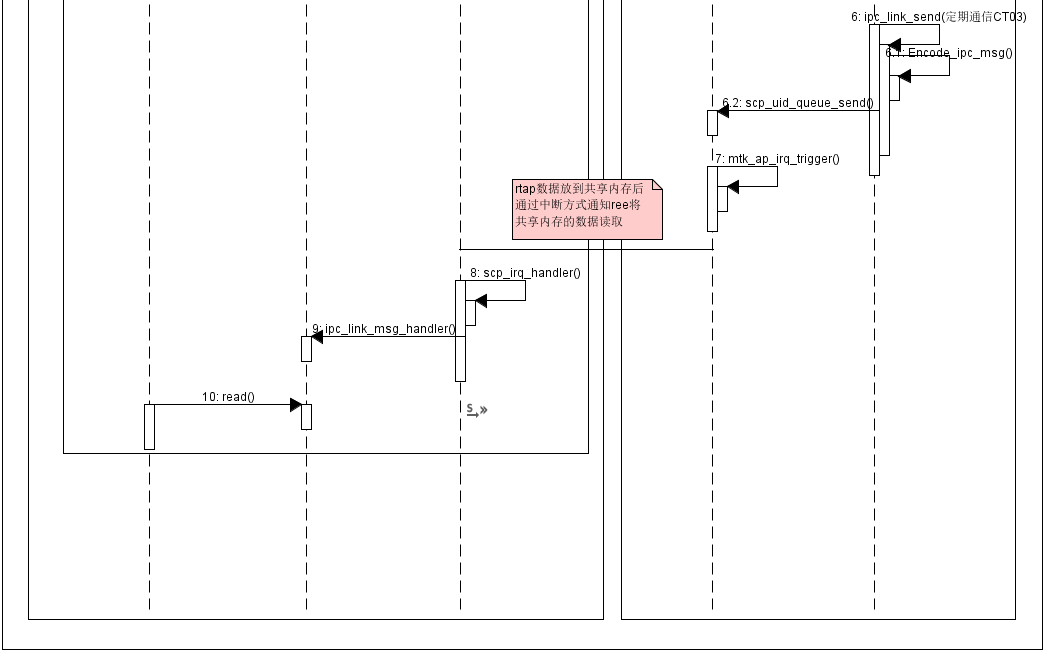 6: ipc_link_send(定期通信CT03)
6.1: Encode_ipc_msg()
6.2: scp_uid_queue_send()
7: mtk_ap_irq_trigger()
rtap数据放到共享内存后
通过中断方式通知ree将
共享内存的数据读取
8: scp_irq_handler()
9: ipc_link_msg_handler()
10: read()
S